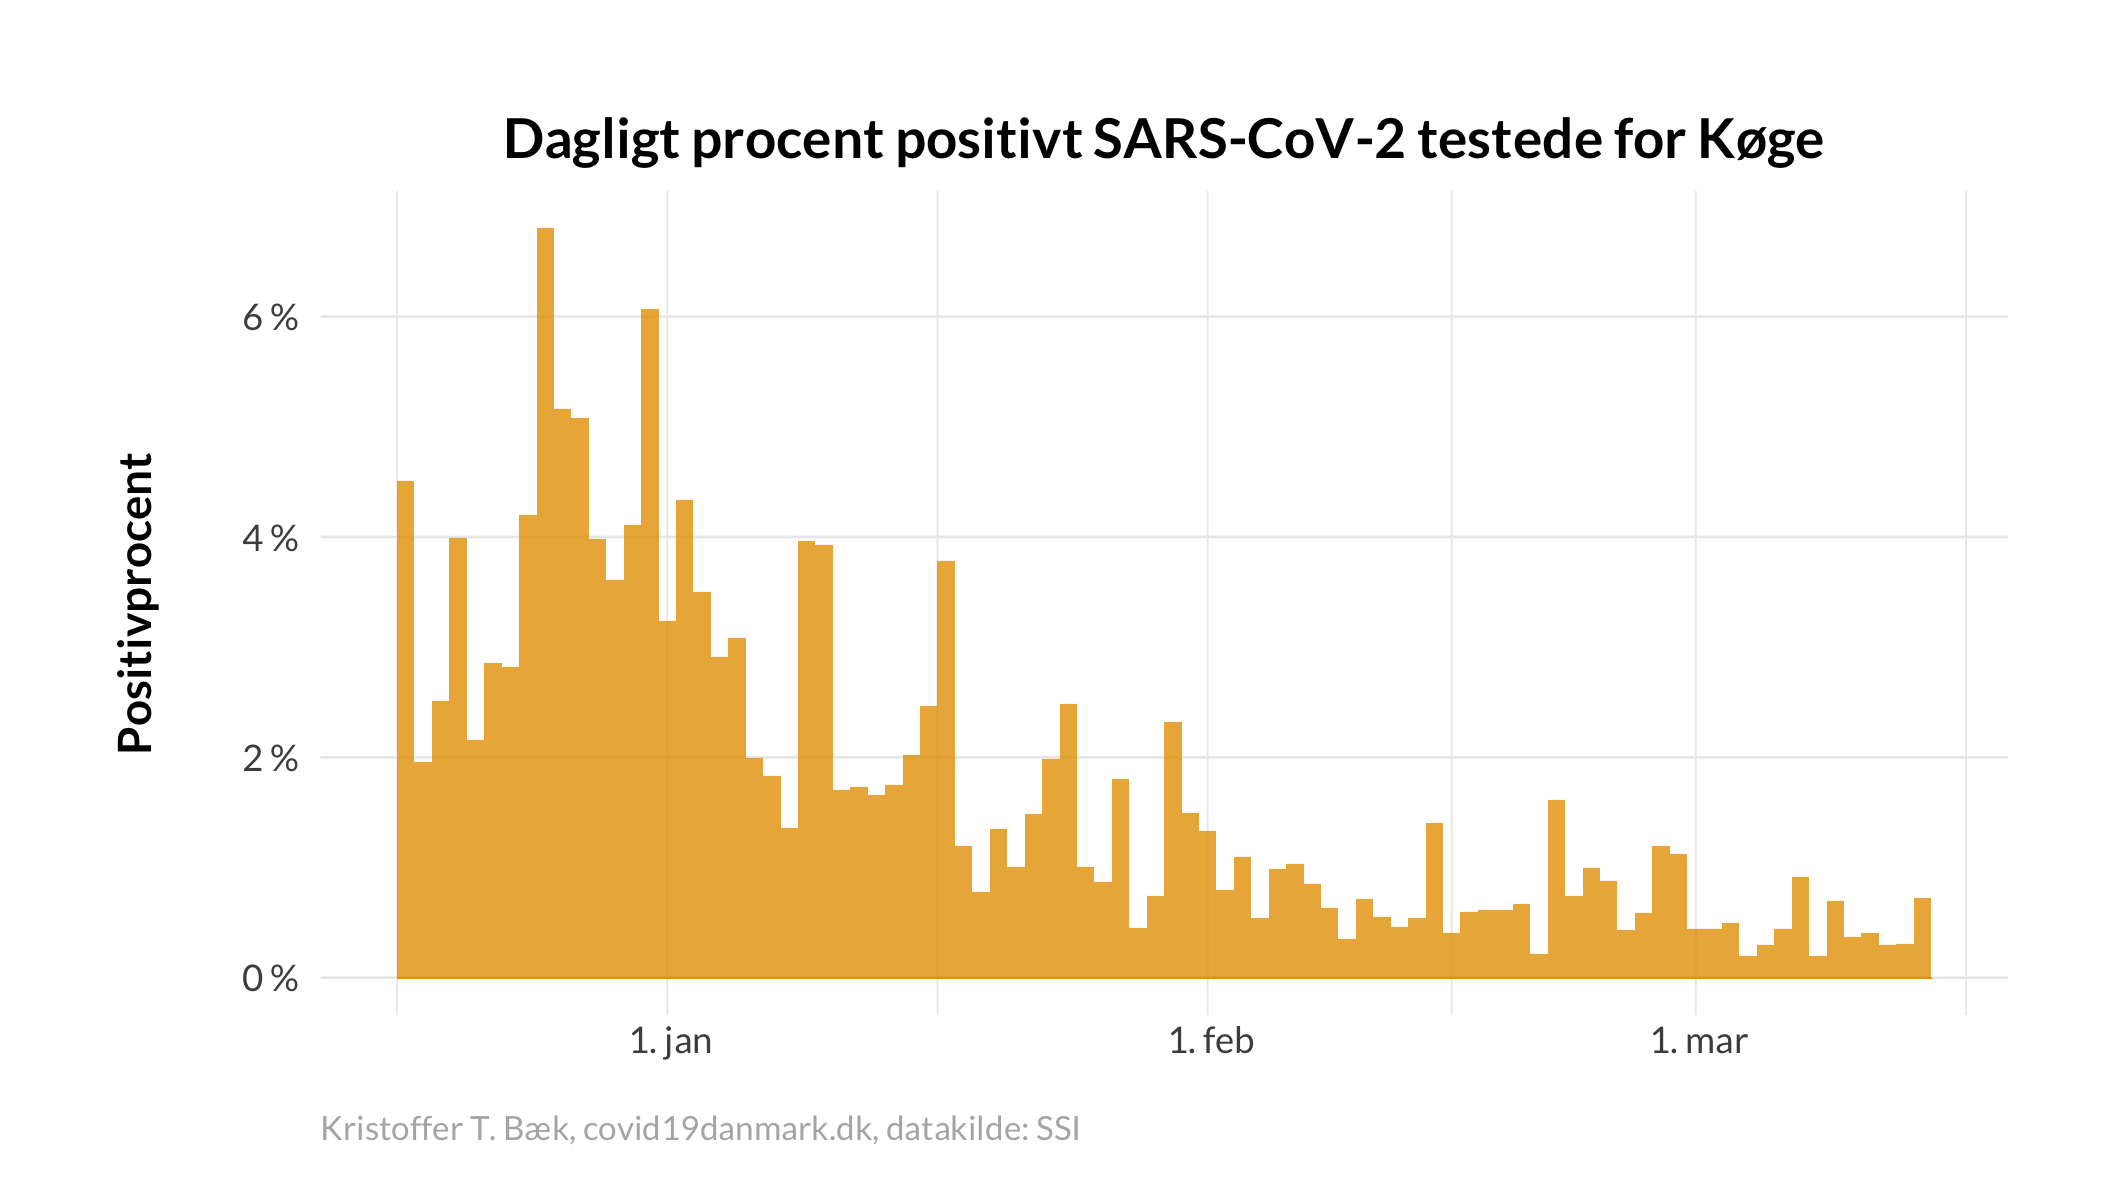 Dagligt procent positivt SARS-CoV-2 testede for Køge
Positivprocent
6 %
4 %
2 %
0 %
1. jan
1. feb
1. mar
Kristoffer T. Bæk, covid19danmark.dk, datakilde: SSI